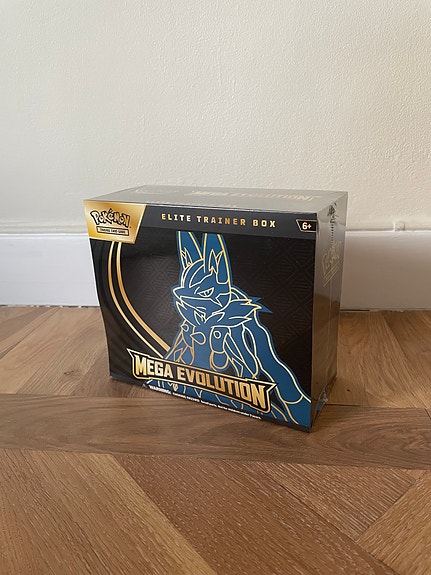 MEGA EVOLUTION
Pokémon
TRADING CARD GAME
ELITE TRAINER BOX
6+
MEGA EVOLUTION
WARNING: